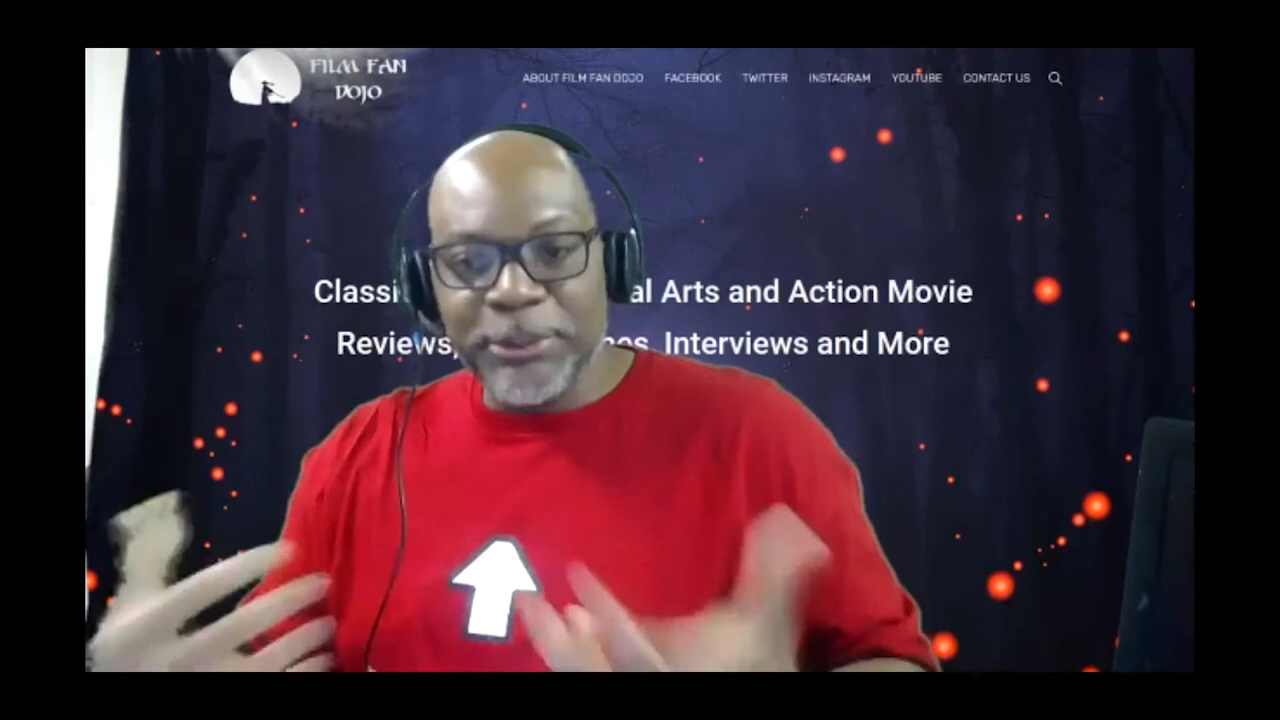 FILM FAN
DOJO
ABOUT FILM FAN DOJO
FACEBOOK
TWITTER
INSTAGRAM
YOUTUBE
CONTACT US
Arts and Action Movie
Interviews and More